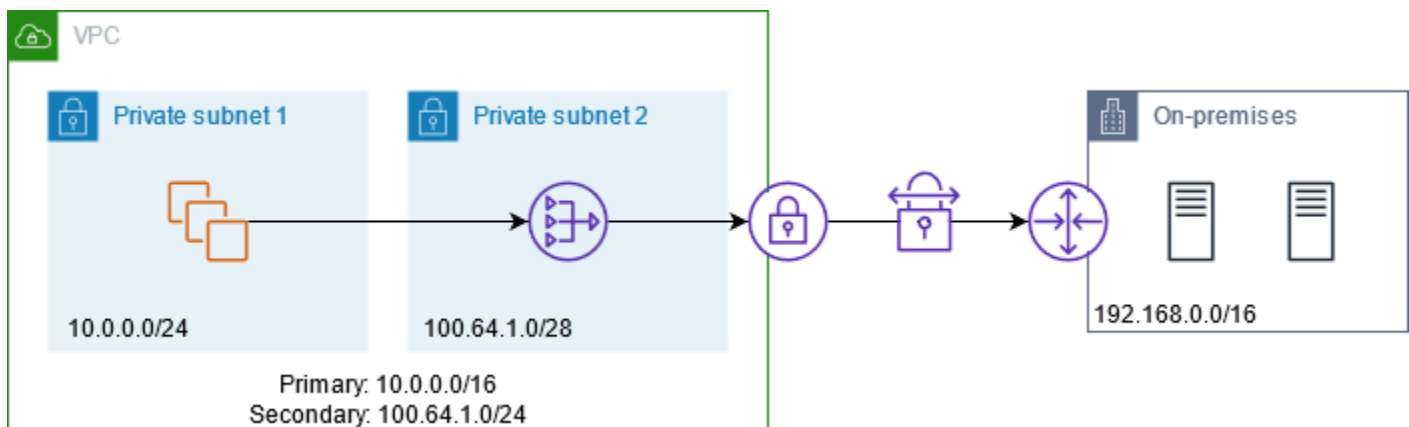 VPC
Private subnet 1
Private subnet 2
On-premises
10.0.0.0/24
100.64.1.0/28
192.168.0.0/16
Primary: 10.0.0.0/16
Secondary: 100.64.1.0/24